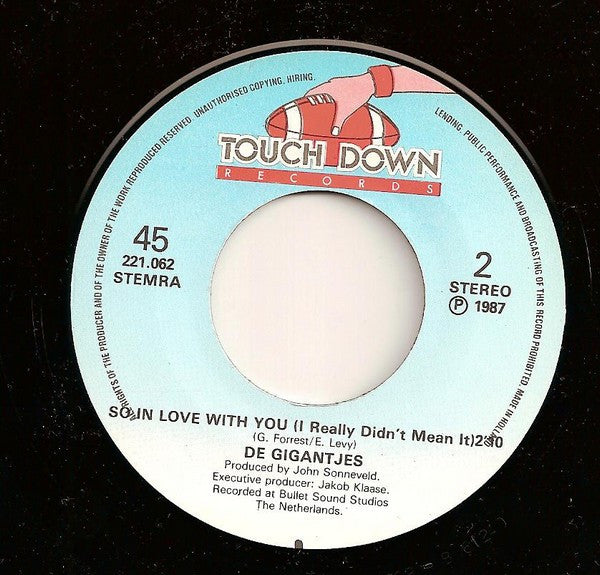 ALL RIGHTS OF THE PRODUCER AND OF THE OWNER OF THE WORK REPRODUCED RESERVED. UNAUTHORISED COPYING, HIRING,
LENDING, PUBLIC PERFORMANCE AND BROADCASTING OF THIS RECORD PROHIBITED. MADE IN HOLLAND
TOUCH DOWN
RECORDS
45
221.062
STEMRA
2
STEREO
Ⓟ 1987
SO IN LOVE WITH YOU (I Really Didn't Mean It)
(G. Forrest/E. Levy)
DE GIGANTJES
Produced by John Sonneveld.
Executive producer: Jakob Klaase.
Recorded at Bullet Sound Studios
The Netherlands.